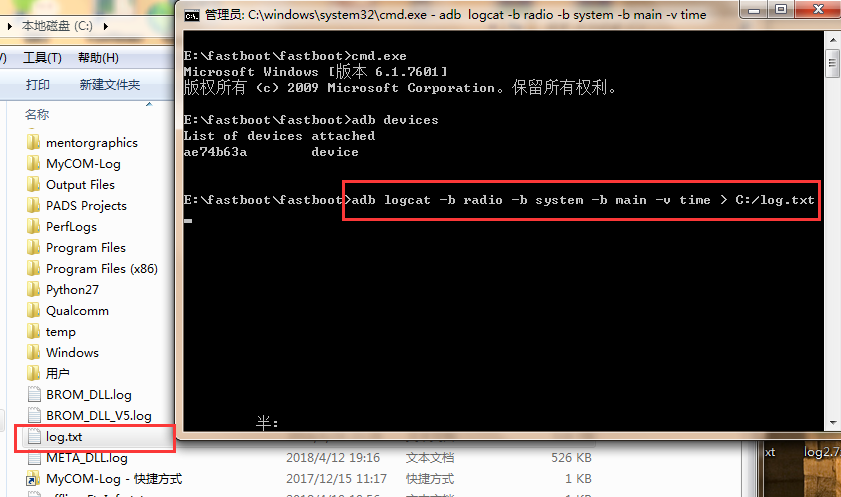 管理员: C:\windows\system32\cmd.exe - adb  logcat -b radio -b system -b main -v time
本地磁盘 (C:)
工具(T) 帮助(H)
打印 新建文件夹
名称
mentorgraphics
MyCOM-Log
Output Files
PADS Projects
PerfLogs
Program Files
Program Files (x86)
Python27
Qualcomm
temp
Windows
用户
BROM_DLL.log
BROM_DLL_V5.log
log.txt
META_DLL.log 2018/4/12 19:16 文本文档 526 KB
MyCOM-Log - 快捷方式 2017/12/15 11:17 快捷方式 1 KB
E:\fastboot\fastboot>cmd.exe
Microsoft Windows [版本 6.1.7601]
版权所有 (c) 2009 Microsoft Corporation。保留所有权利。
E:\fastboot\fastboot>adb devices
List of devices attached
ae74b63a device
E:\fastboot\fastboot>adb logcat -b radio -b system -b main -v time > C:/log.txt
半:
xt log2.7